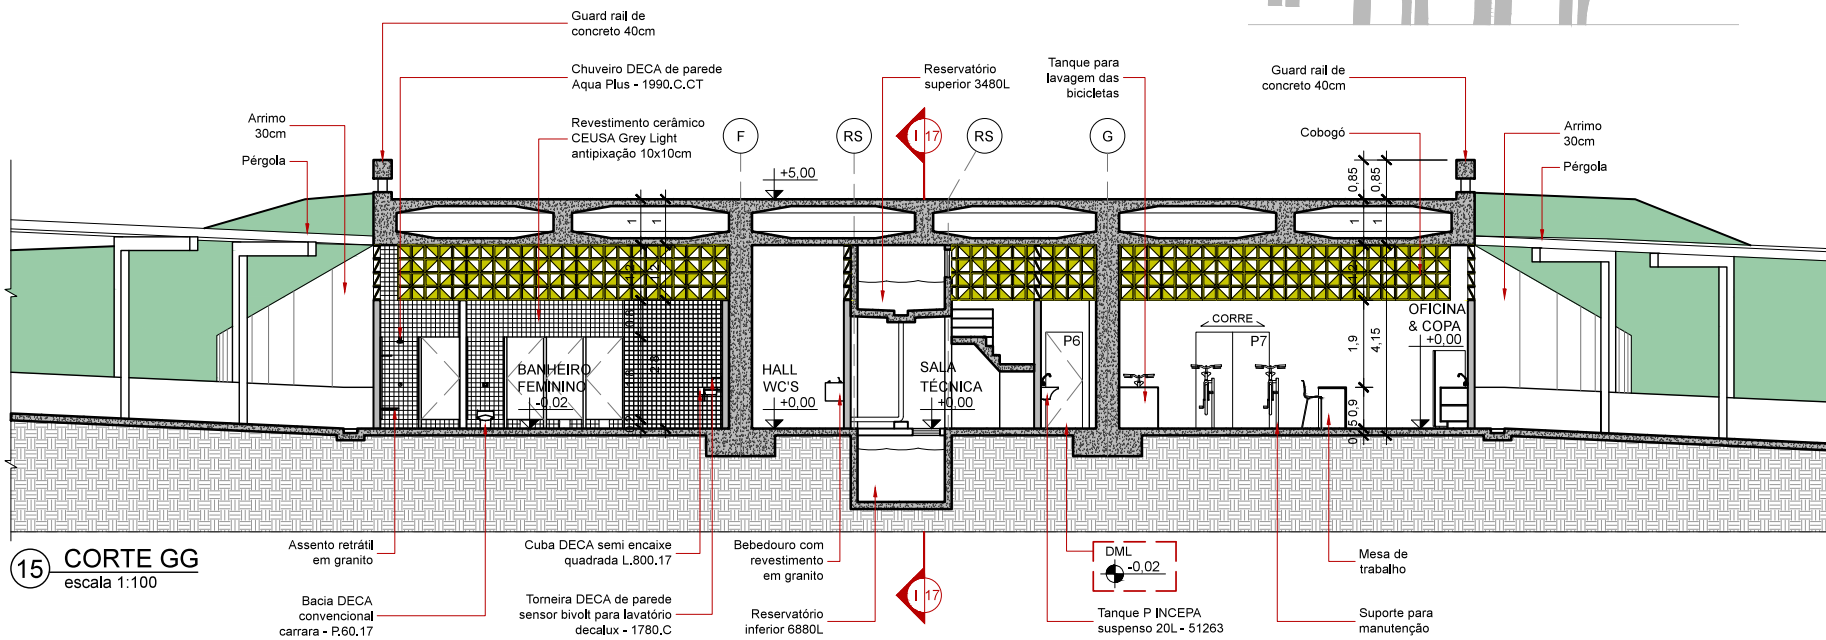 Guard rail de
concreto 40cm
Chuveiro DECA de parede
Aqua Plus - 1990.C.CT
Revestimento cerâmico
CEUSA Grey Light
antipixação 10x10cm
Arrimo
30cm
Pérgola
F
RS
I 17
RS
G
Reservatório
superior 3480L
Tanque para
lavagem das
bicicletas
Guard rail de
concreto 40cm
Cobogó
Arrimo
30cm
Pérgola
+5,00
0,85
0,85
1
1
1
1
1,2
1,2
1,2
1,9
4,15
0,9
BANHEIRO
FEMININO
-0,02
HALL
WC'S
+0,00
SALA
TÉCNICA
+0,00
P6
CORRE
P7
OFICINA
& COPA
+0,00
15
CORTE GG
escala 1:100
Assento retrátil
em granito
Bacia DECA
convencional
carrara - P.60.17
Cuba DECA semi encaixe
quadrada L.800.17
Torneira DECA de parede
sensor bivolt para lavatório
decalux - 1780.C
Bebedouro com
revestimento
em granito
Reservatório
inferior 6880L
I 17
DML
-0,02
Tanque P INCEPA
suspenso 20L - 51263
Mesa de
trabalho
Suporte para
manutenção